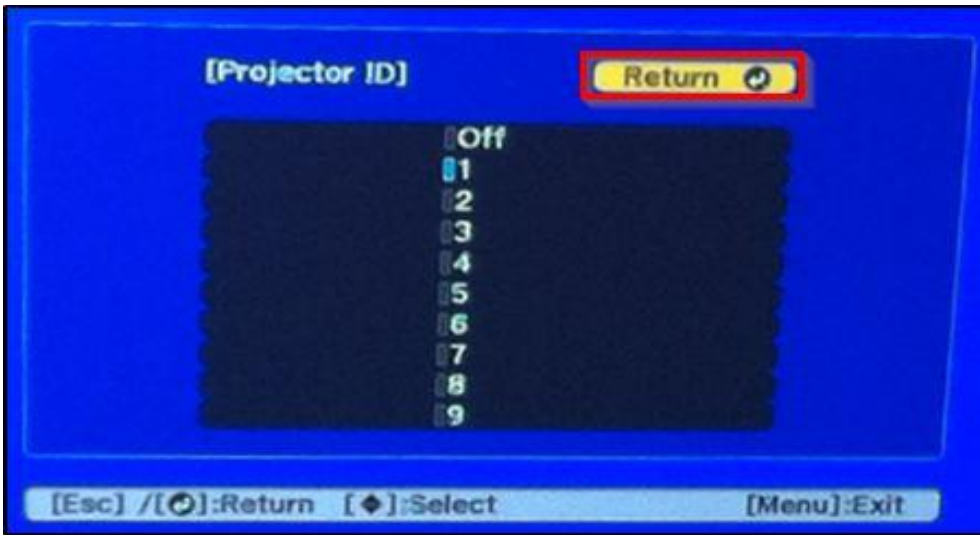 [Projector ID]
Return
Off
1
2
3
4
5
6
7
8
9
[Esc] /[ ]:Return [ ]:Select [Menu]:Exit